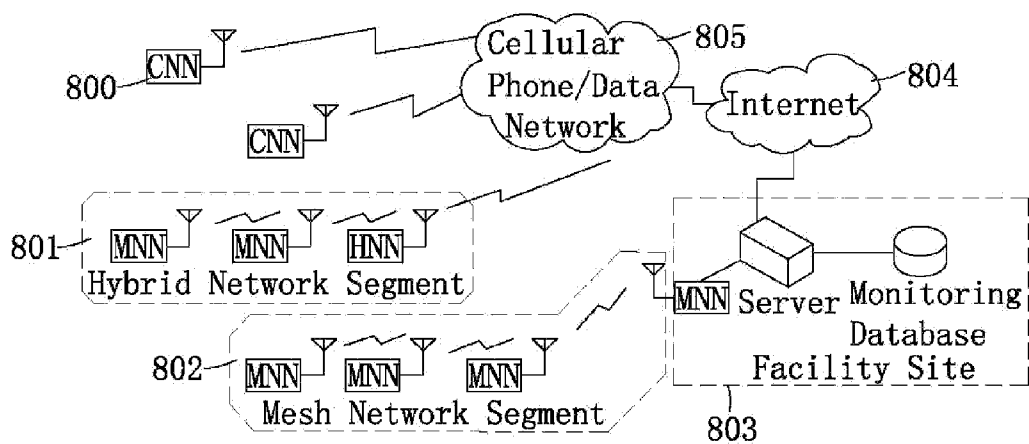 800
CNN
CNN
Cellular
Phone/Data
Network
805
Internet
804
801
MNN
MNN
HNN
Hybrid Network Segment
802
MNN
MNN
MNN
Mesh Network Segment
MNN
Server
Monitoring
Database
Facility Site
803